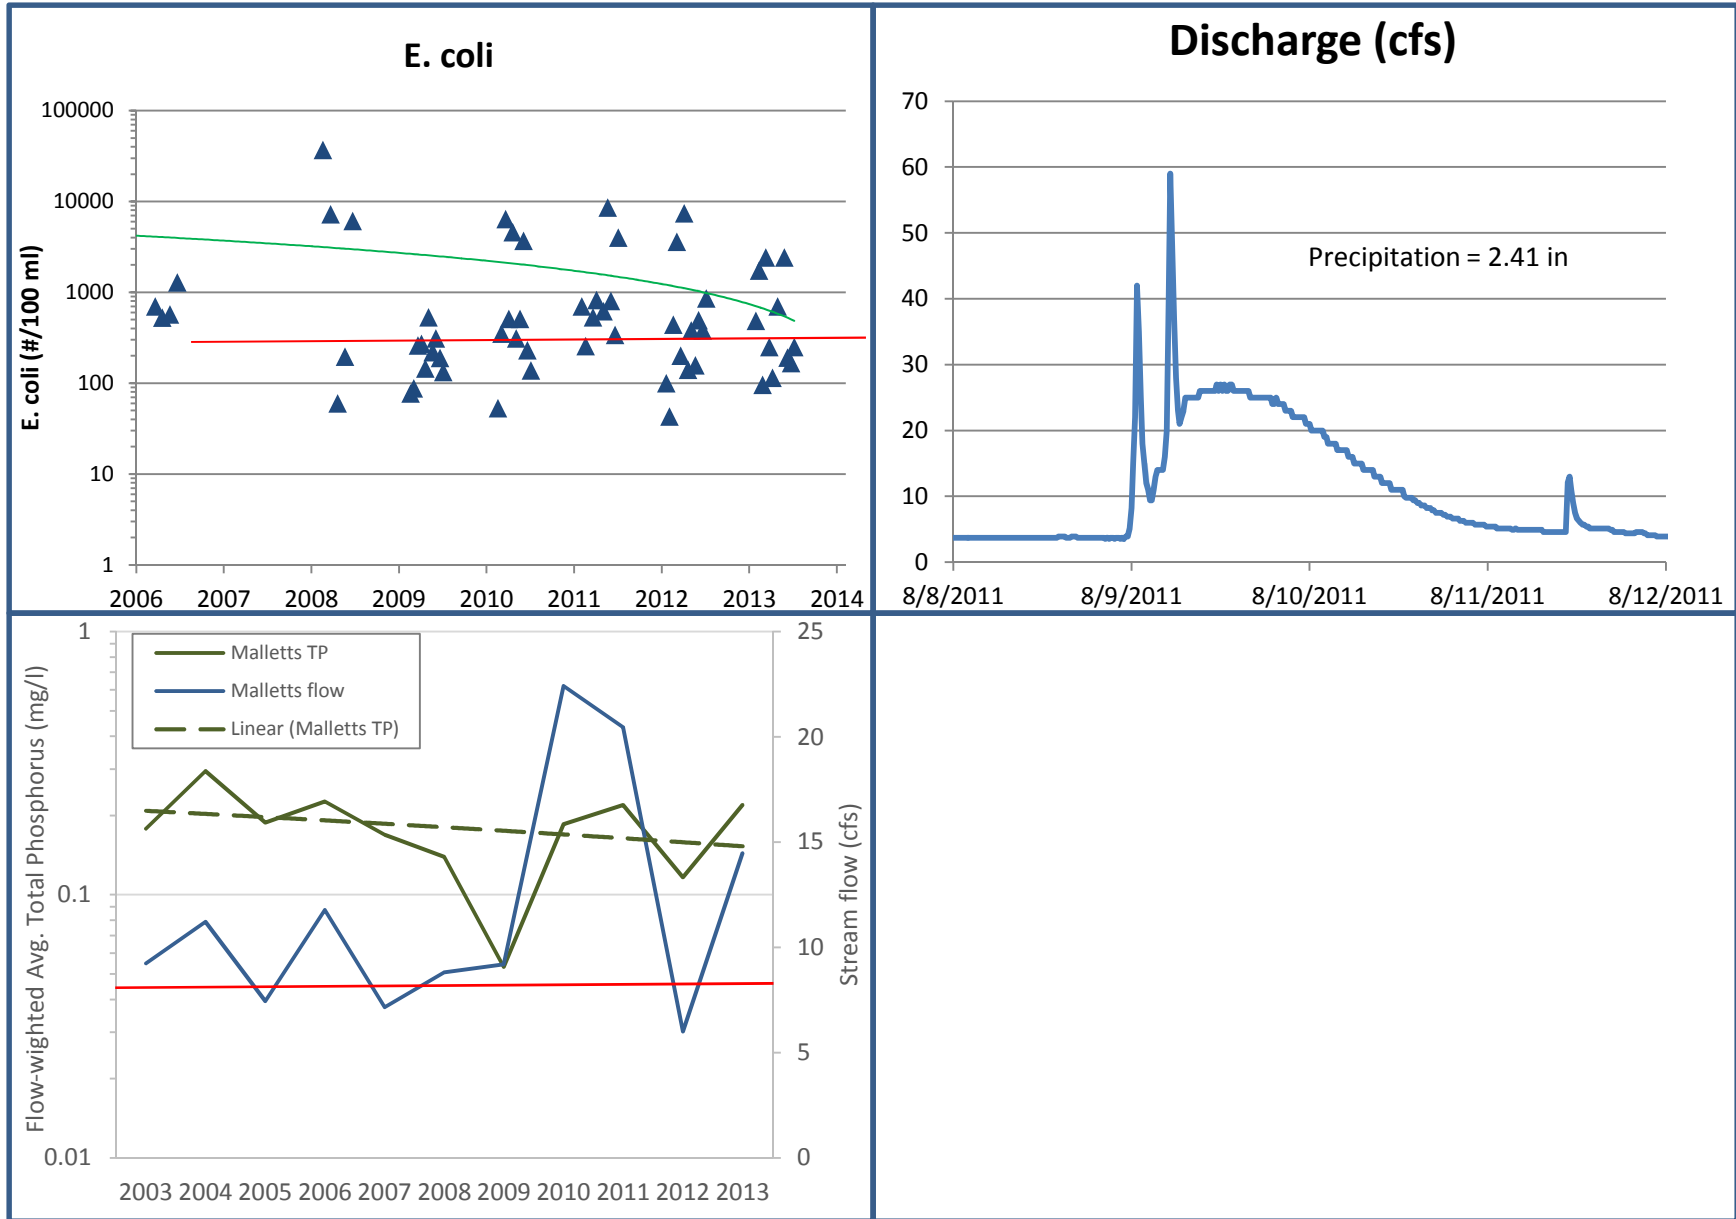 E. coli
100000
10000
1000
100
10
1
E. coli (#/100 ml)
2006 2007 2008 2009 2010 2011 2012 2013 2014
Discharge (cfs)
70
60
50
40
30
20
10
0
Precipitation = 2.41 in
8/8/2011 8/9/2011 8/10/2011 8/11/2011 8/12/2011
1
0.1
0.01
Flow-wighted Avg. Total Phosphorus (mg/l)
Malletts TP
Malletts flow
Linear (Malletts TP)
25
20
15
10
5
0
Stream flow (cfs)
2003 2004 2005 2006 2007 2008 2009 2010 2011 2012 2013